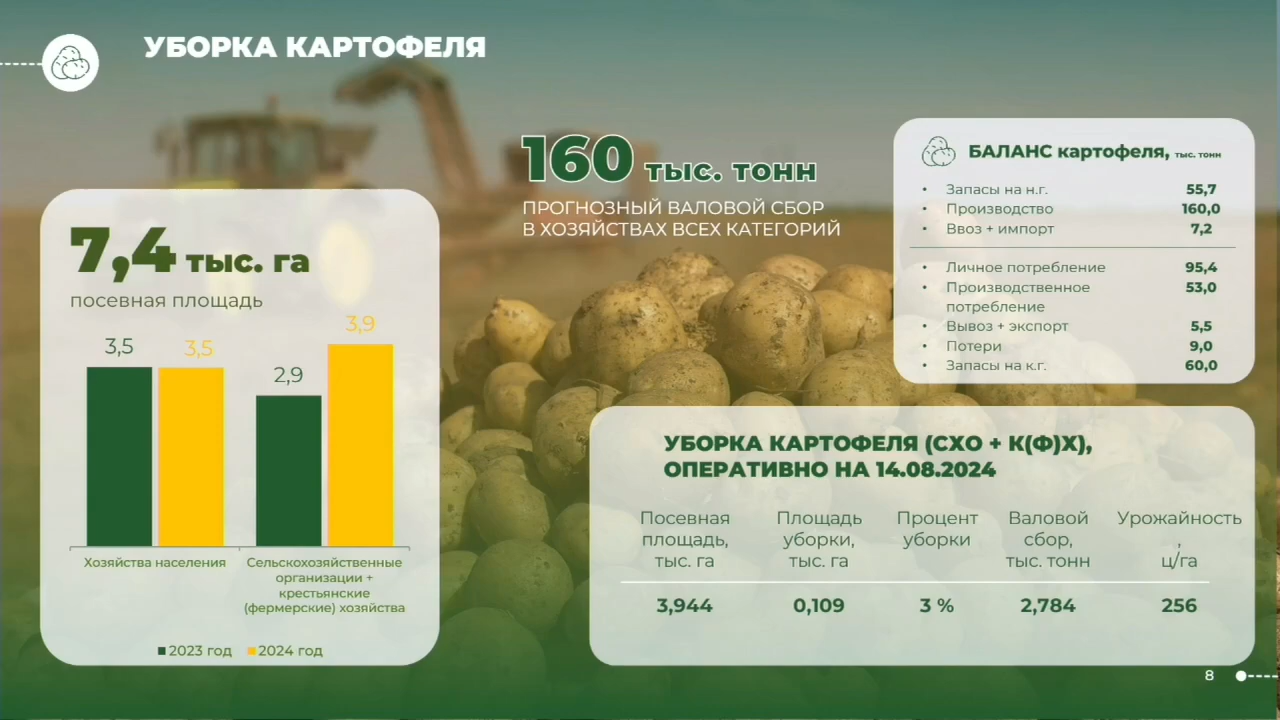 УБОРКА КАРТОФЕЛЯ
7,4 тыс. га
посевная площадь
3,5
3,5
2,9
3,9
Хозяйства населения
Сельскохозяйственные
организации +
крестьянские
(фермерские) хозяйства
2023 год
2024 год
160 тыс. тонн
ПРОГНОЗНЫЙ ВАЛОВОЙ СБОР
В ХОЗЯЙСТВАХ ВСЕХ КАТЕГОРИЙ
БАЛАНС картофеля, тыс. тонн
• Запасы на н.г. 55,7
• Производство 160,0
• Ввоз + импорт 7,2
• Личное потребление 95,4
• Производственное 53,0
потребление
• Вывоз + экспорт 5,5
• Потери 9,0
• Запасы на к.г. 60,0
УБОРКА КАРТОФЕЛЯ (СХО + К(Ф)Х),
ОПЕРАТИВНО НА 14.08.2024
Посевная Площадь Процент Валовой Урожайность
площадь, уборки, уборки сбор, ,
тыс. га тыс. га тыс. тонн ц/га
3,944 0,109 3 % 2,784 256
8